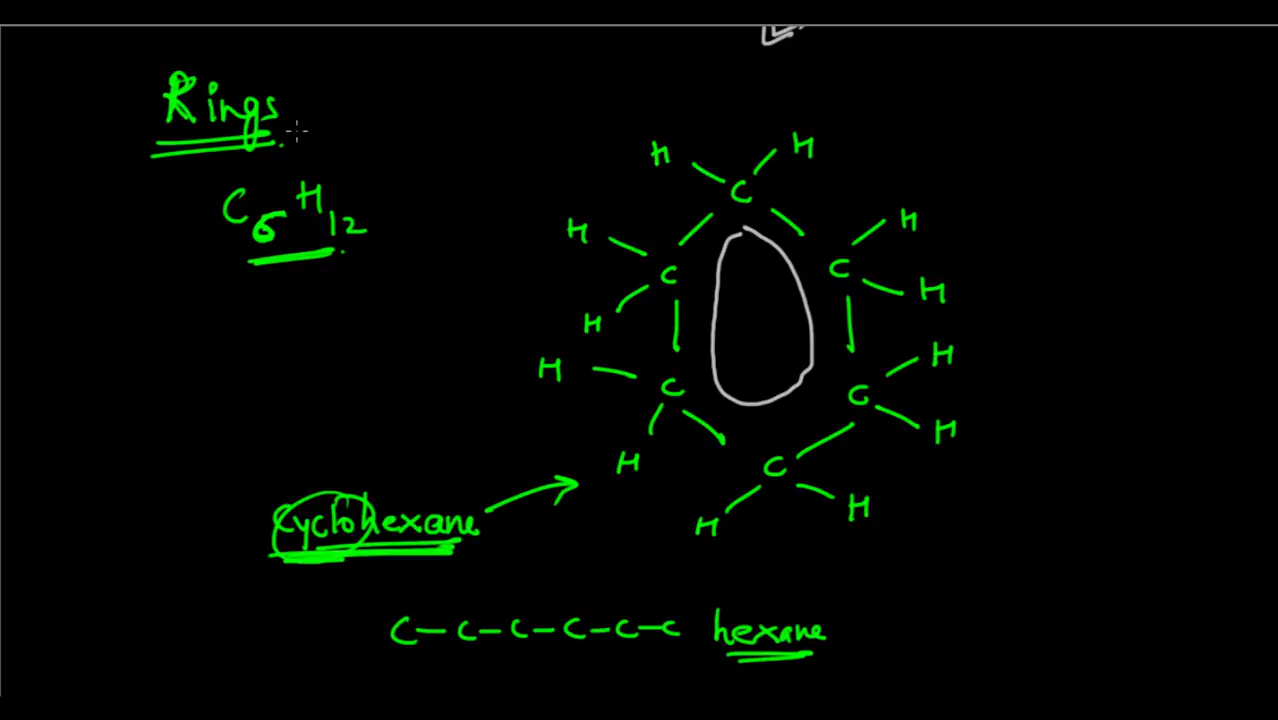 Rings
C6H12
H H
C
H H
C C
H
H
H H
C C
H
H C
H H
Cyclohexane
C-C-C-C-C-C hexane